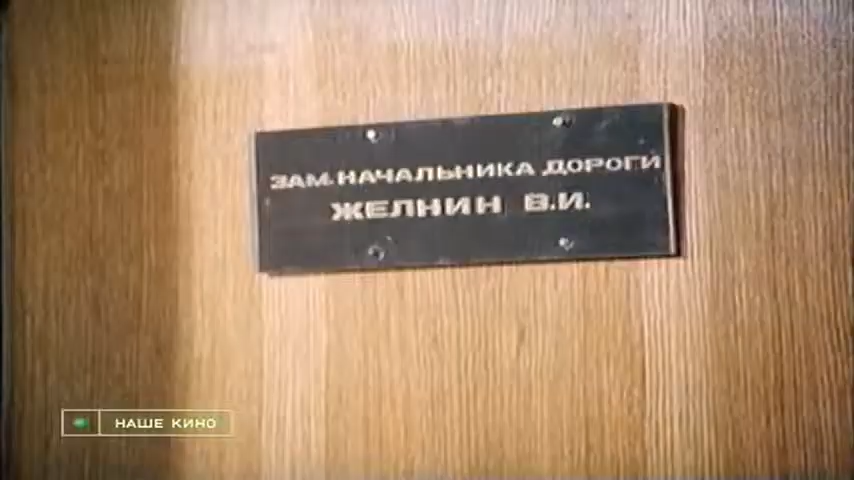 ЗАМ. НАЧАЛЬНИКА ДОРОГИ
ЖЕЛНИН В.И.
НАШЕ КИНО